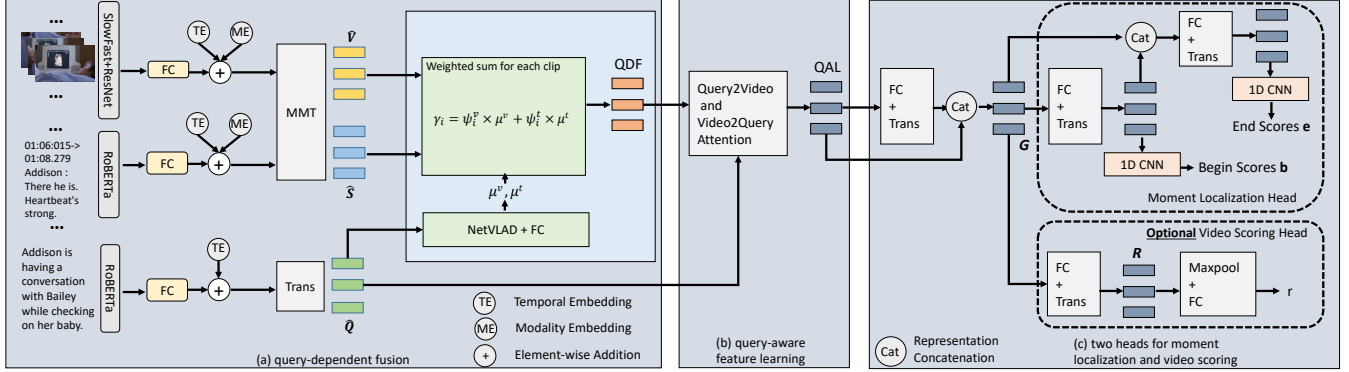 ...
SlowFast+ResNet
...
TE
ME
FC
+
01:06:015->
01:08.279
Addison :
There he is.
Heartbeat's
strong.
...
RoBERTa
TE
ME
FC
+
Addison is
having a
conversation
with Bailey
while checking
on her baby.
RoBERTa
TE
FC
+
MMT
Trans
V̂
Ŝ
Q̂
Weighted sum for each clip
γᵢ = ψᵢᵛ × μᵛ + ψᵢᵗ × μᵗ
μᵛ, μᵗ
NetVLAD + FC
QDF
TE Temporal Embedding
ME Modality Embedding
+ Element-wise Addition
(a) query-dependent fusion
Query2Video
and
Video2Query
Attention
(b) query-aware
feature learning
QAL
FC
+
Trans
Cat
G
FC
+
Trans
Cat
FC
+
Trans
1D CNN
End Scores e
1D CNN
Begin Scores b
Moment Localization Head
Optional Video Scoring Head
FC
+
Trans
R
Maxpool
+
FC
r
Cat
Representation
Concatenation
(c) two heads for moment
localization and video scoring